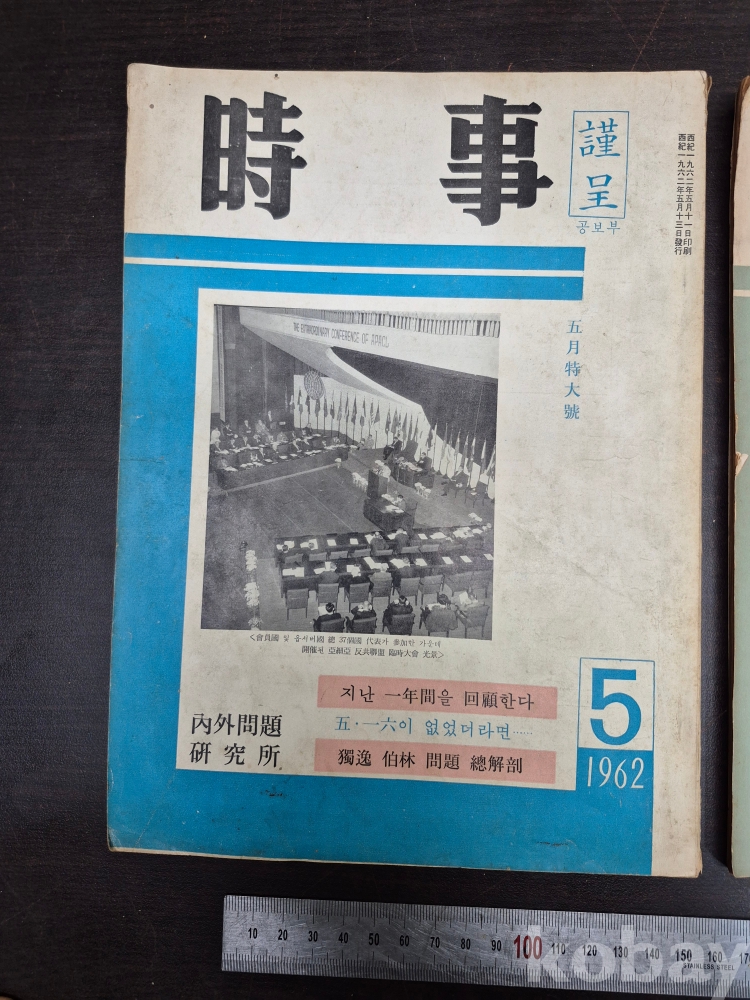 時事
謹呈
공보부
西紀一九六二年五月十一日印刷
西紀一九六二年五月十三日發行
THE EXTRAORDINARY CONFERENCE OF APACL
五月特大號
<會員國 및 옵서버國 總 37個國 代表가 參加한 가운데
開催된 亞細亞 反共聯盟 臨時大會 光景>
지난 一年間을 回顧한다
五·一六이 없었더라면……
獨逸 伯林 問題 總解剖
內外問題
硏究所
5
1962
10 20 30 40 50 60 70 80 90 100 110 120 130 140 150 160 17
STAINLESS STEEL
kobay